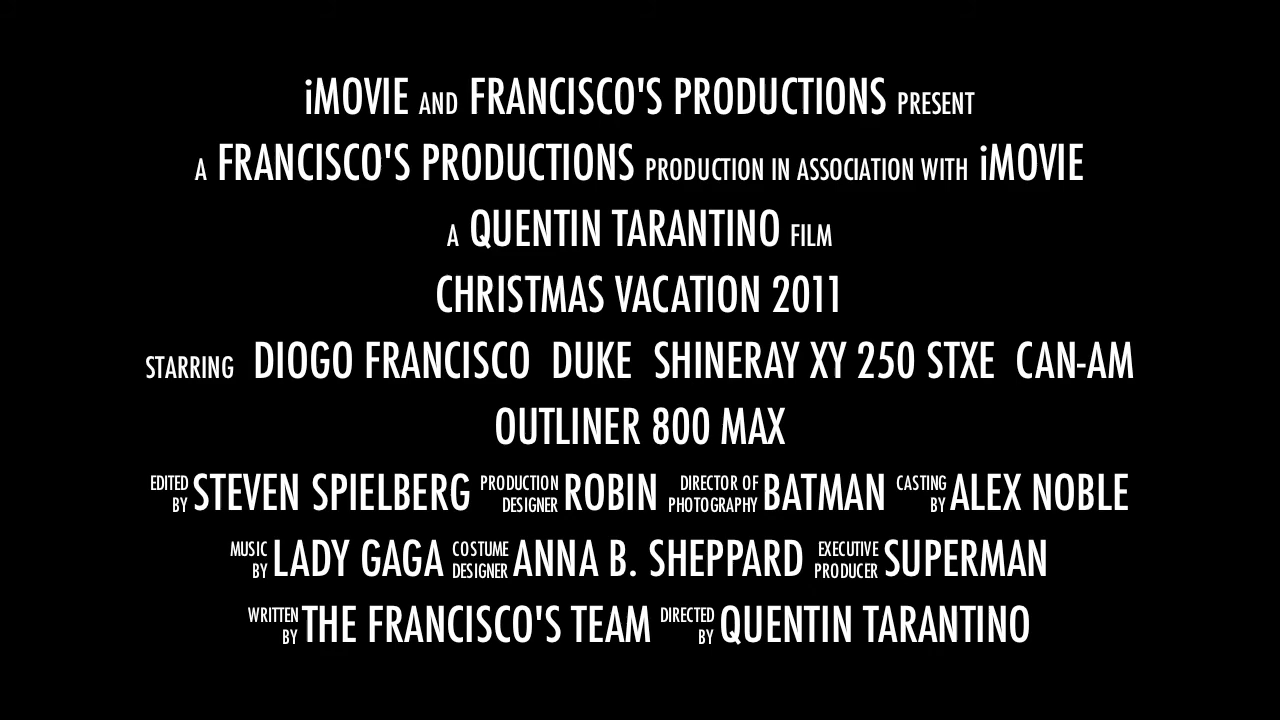 iMOVIE AND FRANCISCO'S PRODUCTIONS PRESENT
A FRANCISCO'S PRODUCTIONS PRODUCTION IN ASSOCIATION WITH iMOVIE
A QUENTIN TARANTINO FILM
CHRISTMAS VACATION 2011
STARRING DIOGO FRANCISCO DUKE SHINERAY XY 250 STXE CAN-AM
OUTLINER 800 MAX
EDITED BY STEVEN SPIELBERG PRODUCTION DESIGNER ROBIN DIRECTOR OF PHOTOGRAPHY BATMAN CASTING BY ALEX NOBLE
MUSIC BY LADY GAGA COSTUME DESIGNER ANNA B. SHEPPARD EXECUTIVE PRODUCER SUPERMAN
WRITTEN BY THE FRANCISCO'S TEAM DIRECTED BY QUENTIN TARANTINO